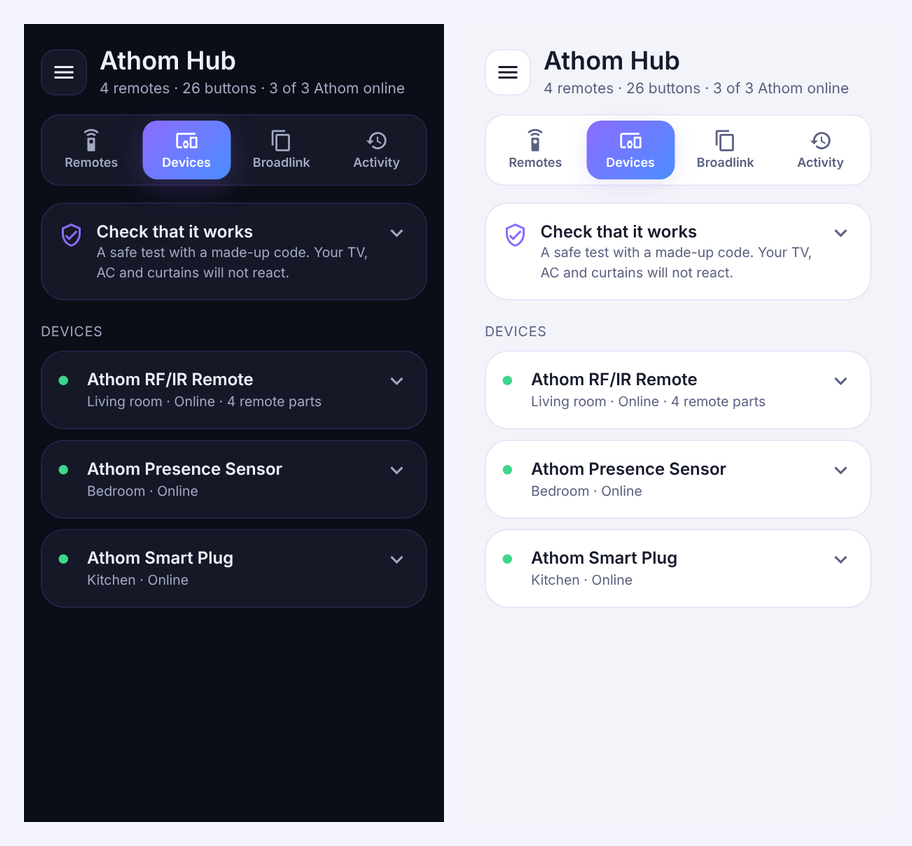 Athom Hub
4 remotes · 26 buttons · 3 of 3 Athom online
Remotes
Devices
Broadlink
Activity
Check that it works
A safe test with a made-up code. Your TV,
AC and curtains will not react.
DEVICES
Athom RF/IR Remote
Living room · Online · 4 remote parts
Athom Presence Sensor
Bedroom · Online
Athom Smart Plug
Kitchen · Online
Athom Hub
4 remotes · 26 buttons · 3 of 3 Athom online
Remotes
Devices
Broadlink
Activity
Check that it works
A safe test with a made-up code. Your TV,
AC and curtains will not react.
DEVICES
Athom RF/IR Remote
Living room · Online · 4 remote parts
Athom Presence Sensor
Bedroom · Online
Athom Smart Plug
Kitchen · Online